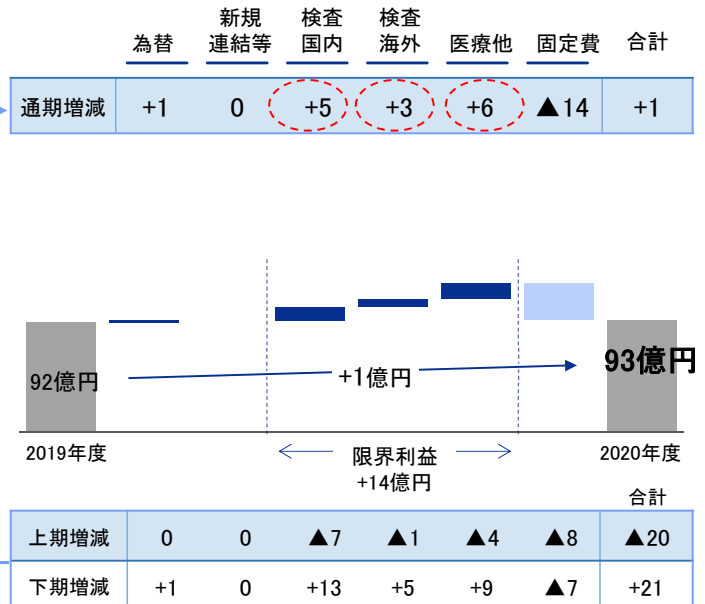 新規 検査 検査
為替 連結等 国内 海外 医療他 固定費 合計
通期増減 +1 0 +5 +3 +6 ▲14 +1
92億円 +1億円 93億円
2019年度 限界利益 2020年度
+14億円
合計
上期増減 0 0 ▲7 ▲1 ▲4 ▲8 ▲20
下期増減 +1 0 +13 +5 +9 ▲7 +21